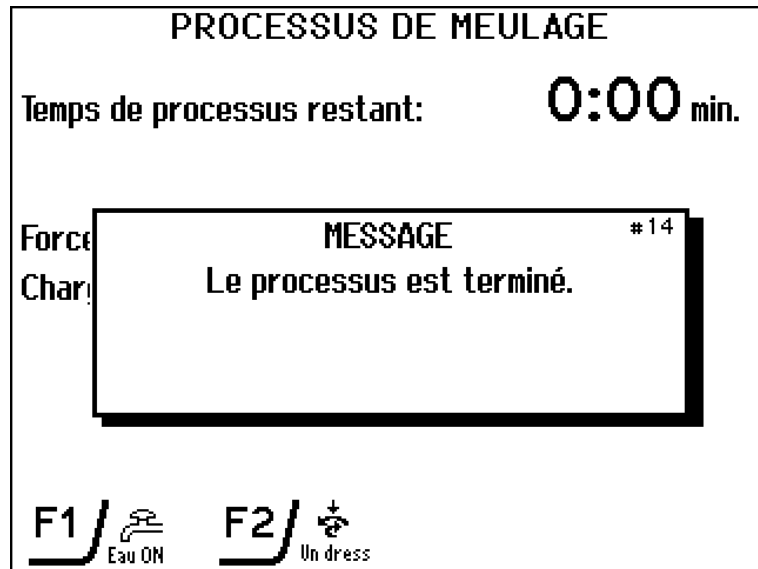 PROCESSUS DE MEULAGE
Temps de processus restant: 0:00 min.
MESSAGE #14
Le processus est terminé.
F1 Eau ON F2 Un dress